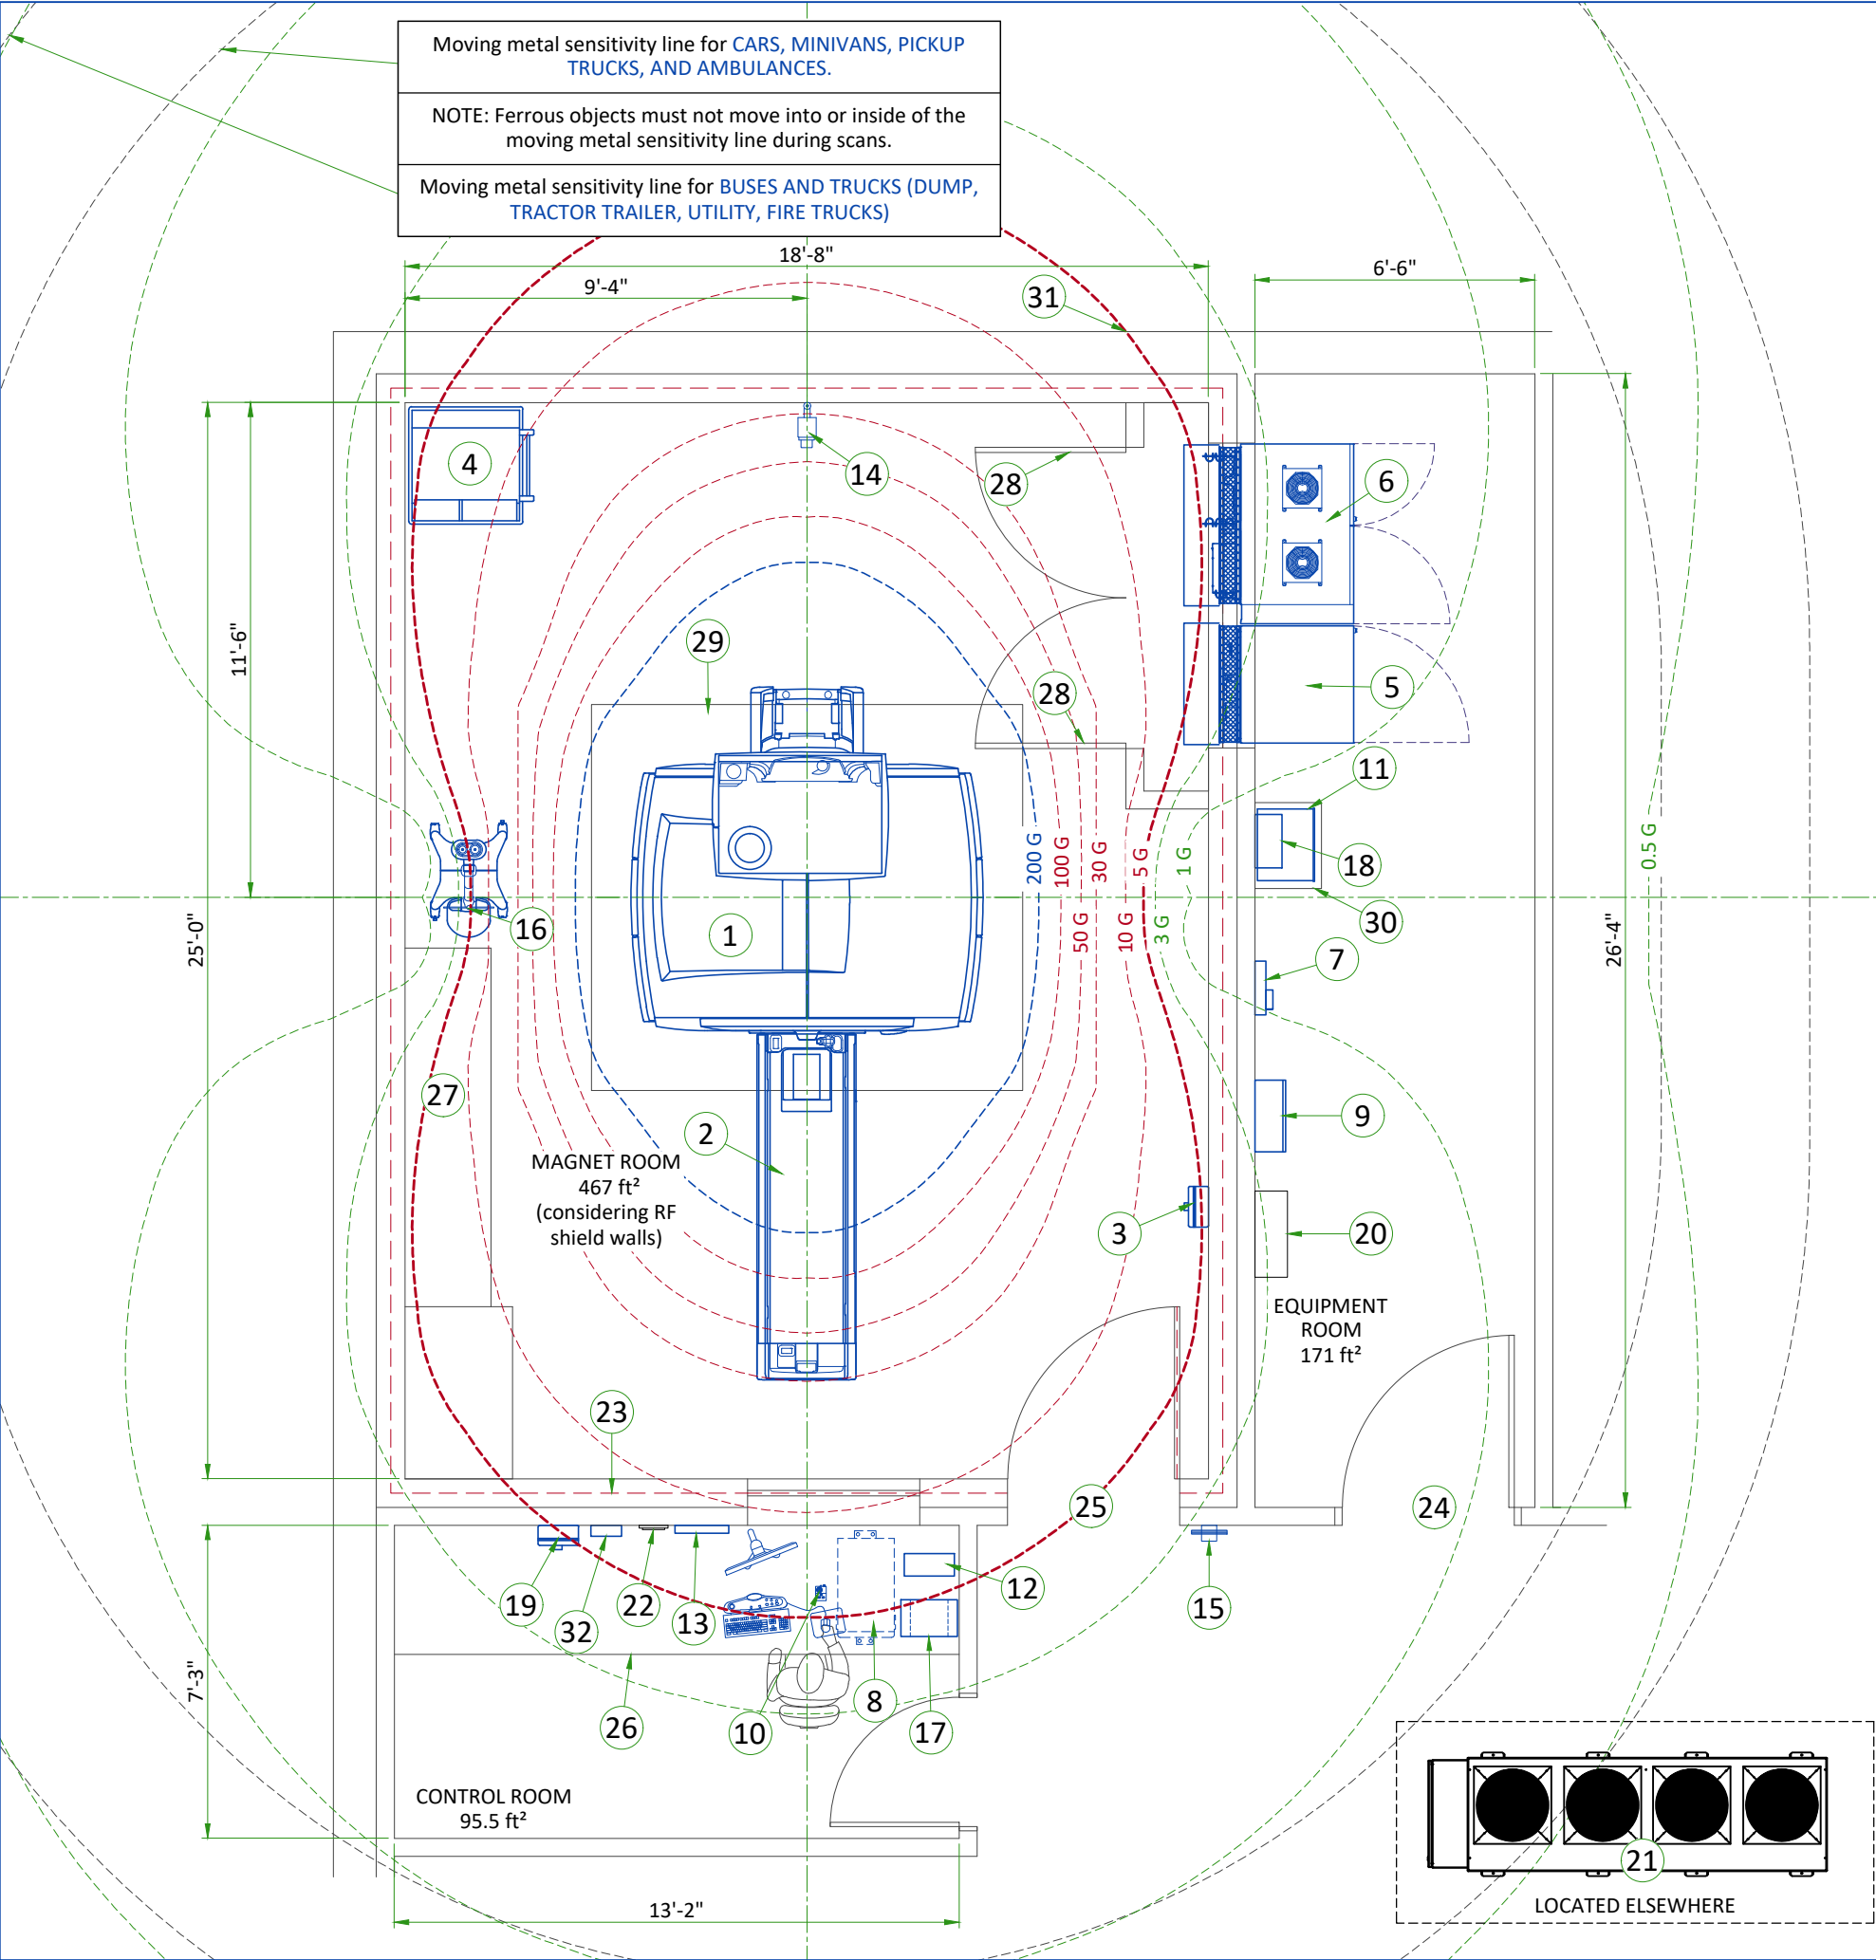 Moving metal sensitivity line for CARS, MINIVANS, PICKUP
TRUCKS, AND AMBULANCES.
NOTE: Ferrous objects must not move into or inside of the
moving metal sensitivity line during scans.
Moving metal sensitivity line for BUSES AND TRUCKS (DUMP,
TRACTOR TRAILER, UTILITY, FIRE TRUCKS)
18'-8"
6'-6"
9'-4"
31
4
14
28
6
11'-6"
29
28
5
11
200 G
100 G
30 G
5 G
1 G
0.5 G
18
16
1
50 G
10 G
3 G
30
25'-0"
26'-4"
7
27
9
2
MAGNET ROOM
467 ft²
(considering RF
shield walls)
3
20
EQUIPMENT
ROOM
171 ft²
23
25
24
12
19
32
22
13
15
7'-3"
26
10
8
17
CONTROL ROOM
95.5 ft²
21
LOCATED ELSEWHERE
13'-2"